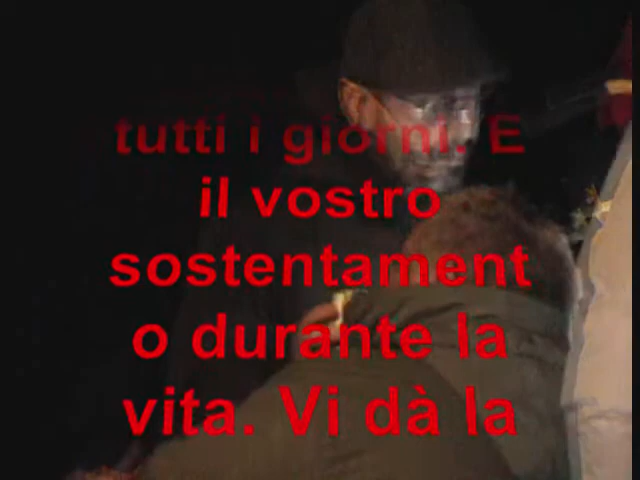 tutti i giorni. E
il vostro
sostentament
o durante la
vita. Vi dà la